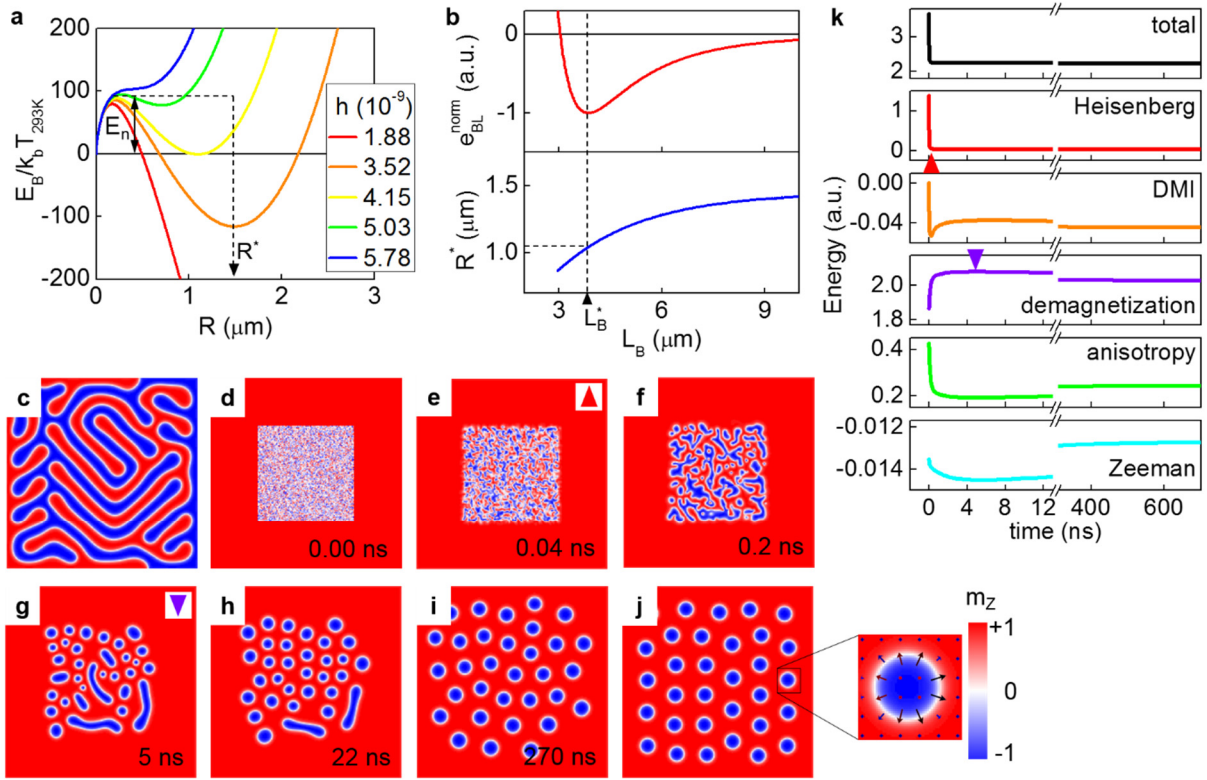 a
200
100
0
-100
-200
E_B/k_bT_293K
E_n
R*
0
1
2
3
R (μm)
h (10⁻⁹)
1.88
3.52
4.15
5.03
5.78
b
0
-1
e_BL^norm (a.u.)
1.5
1.0
R* (μm)
3
L_B*
6
9
L_B (μm)
k
total
3
2
Heisenberg
1
0
DMI
0.00
-0.04
Energy (a.u.)
demagnetization
2.0
1.8
anisotropy
0.4
0.2
Zeeman
-0.012
-0.014
0
4
8
12
400
600
time (ns)
c
d
0.00 ns
e
0.04 ns
f
0.2 ns
g
5 ns
h
22 ns
i
270 ns
j
m_Z
+1
0
-1